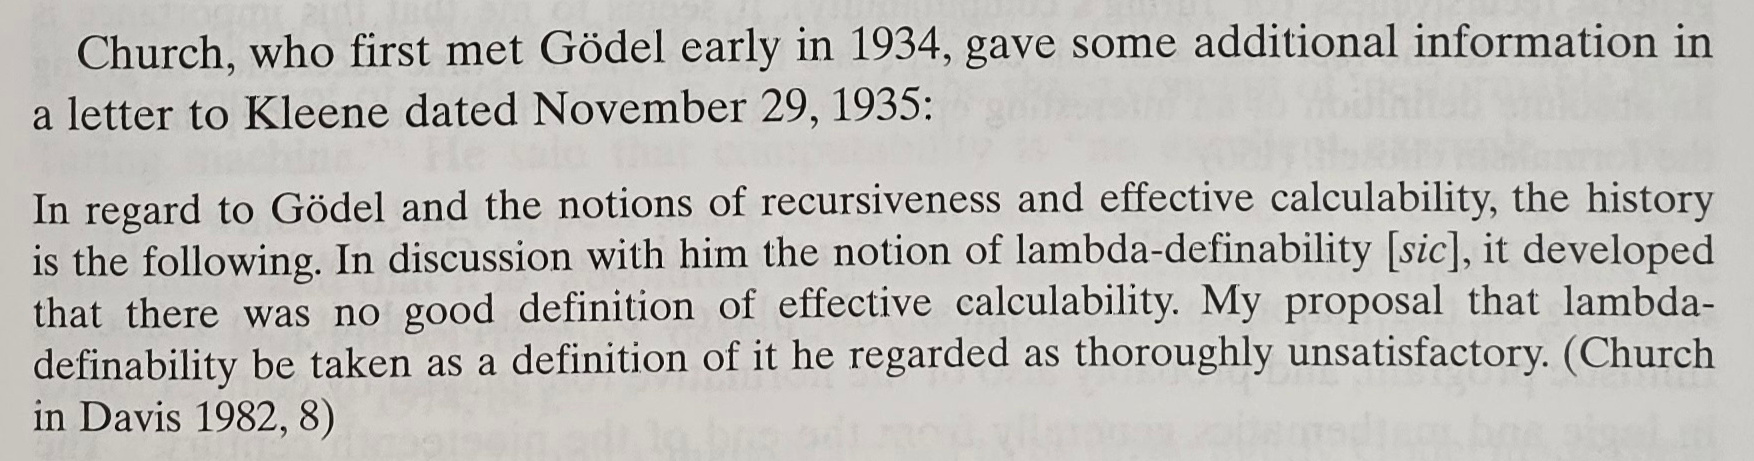 Church, who first met Gödel early in 1934, gave some additional information in
a letter to Kleene dated November 29, 1935:
In regard to Gödel and the notions of recursiveness and effective calculability, the history
is the following. In discussion with him the notion of lambda-definability [sic], it developed
that there was no good definition of effective calculability. My proposal that lambda-
definability be taken as a definition of it he regarded as thoroughly unsatisfactory. (Church
in Davis 1982, 8)